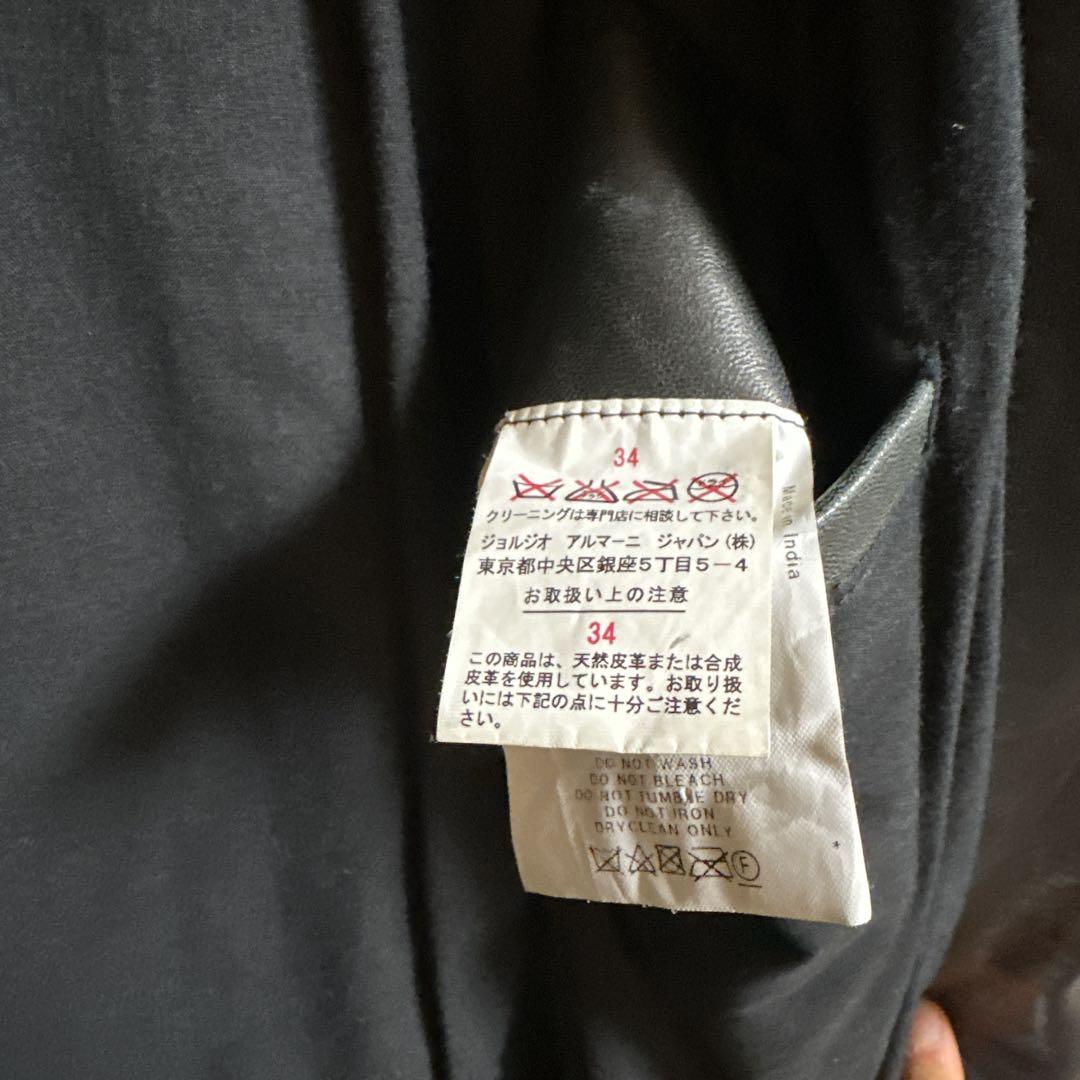 34
クリーニングは専門店に相談して下さい。
ジョルジオ アルマーニ ジャパン(株)
東京都中央区銀座5丁目5-4
お取扱い上の注意
34
この商品は、天然皮革または合成
皮革を使用しています。お取り扱
いには下記の点に十分ご注意くだ
さい。
Made in India
DO NOT WASH
DO NOT BLEACH
DO NOT TUMBLE DRY
DO NOT IRON
DRYCLEAN ONLY
F